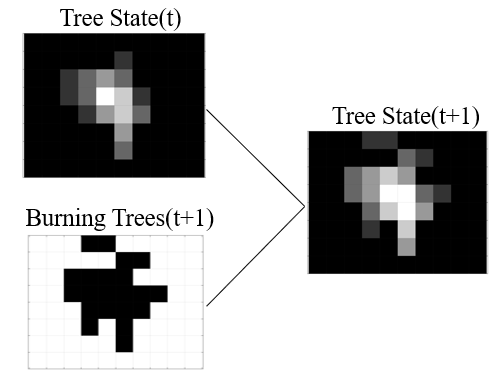 Tree State(t)
Tree State(t+1)
Burning Trees(t+1)